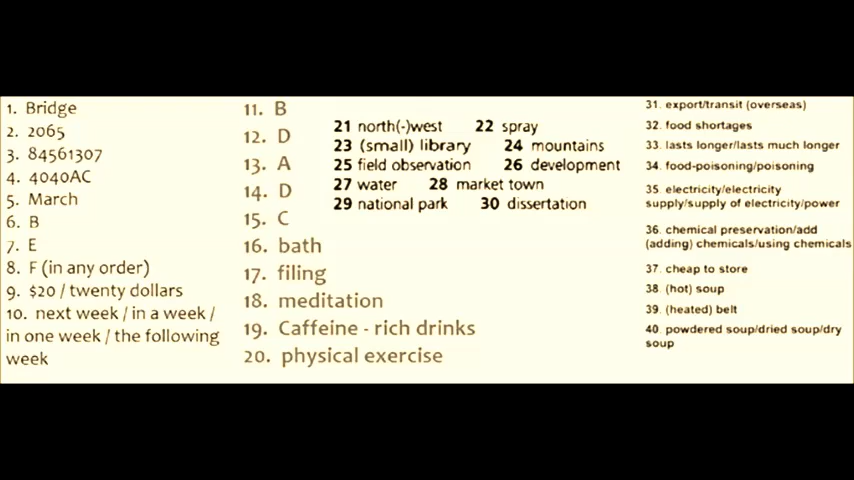 1. Bridge
2. 2065
3. 84561307
4. 4040AC
5. March
6. B
7. E
8. F (in any order)
9. $20 / twenty dollars
10. next week / in a week /
in one week / the following
week
11. B
12. D
13. A
14. D
15. C
16. bath
17. filing
18. meditation
19. Caffeine - rich drinks
20. physical exercise
21 north(-)west 22 spray
23 (small) library 24 mountains
25 field observation 26 development
27 water 28 market town
29 national park 30 dissertation
31. export/transit (overseas)
32. food shortages
33. lasts longer/lasts much longer
34. food-poisoning/poisoning
35. electricity/electricity
supply/supply of electricity/power
36. chemical preservation/add
(adding) chemicals/using chemicals
37. cheap to store
38. (hot) soup
39. (heated) belt
40. powdered soup/dried soup/dry
soup